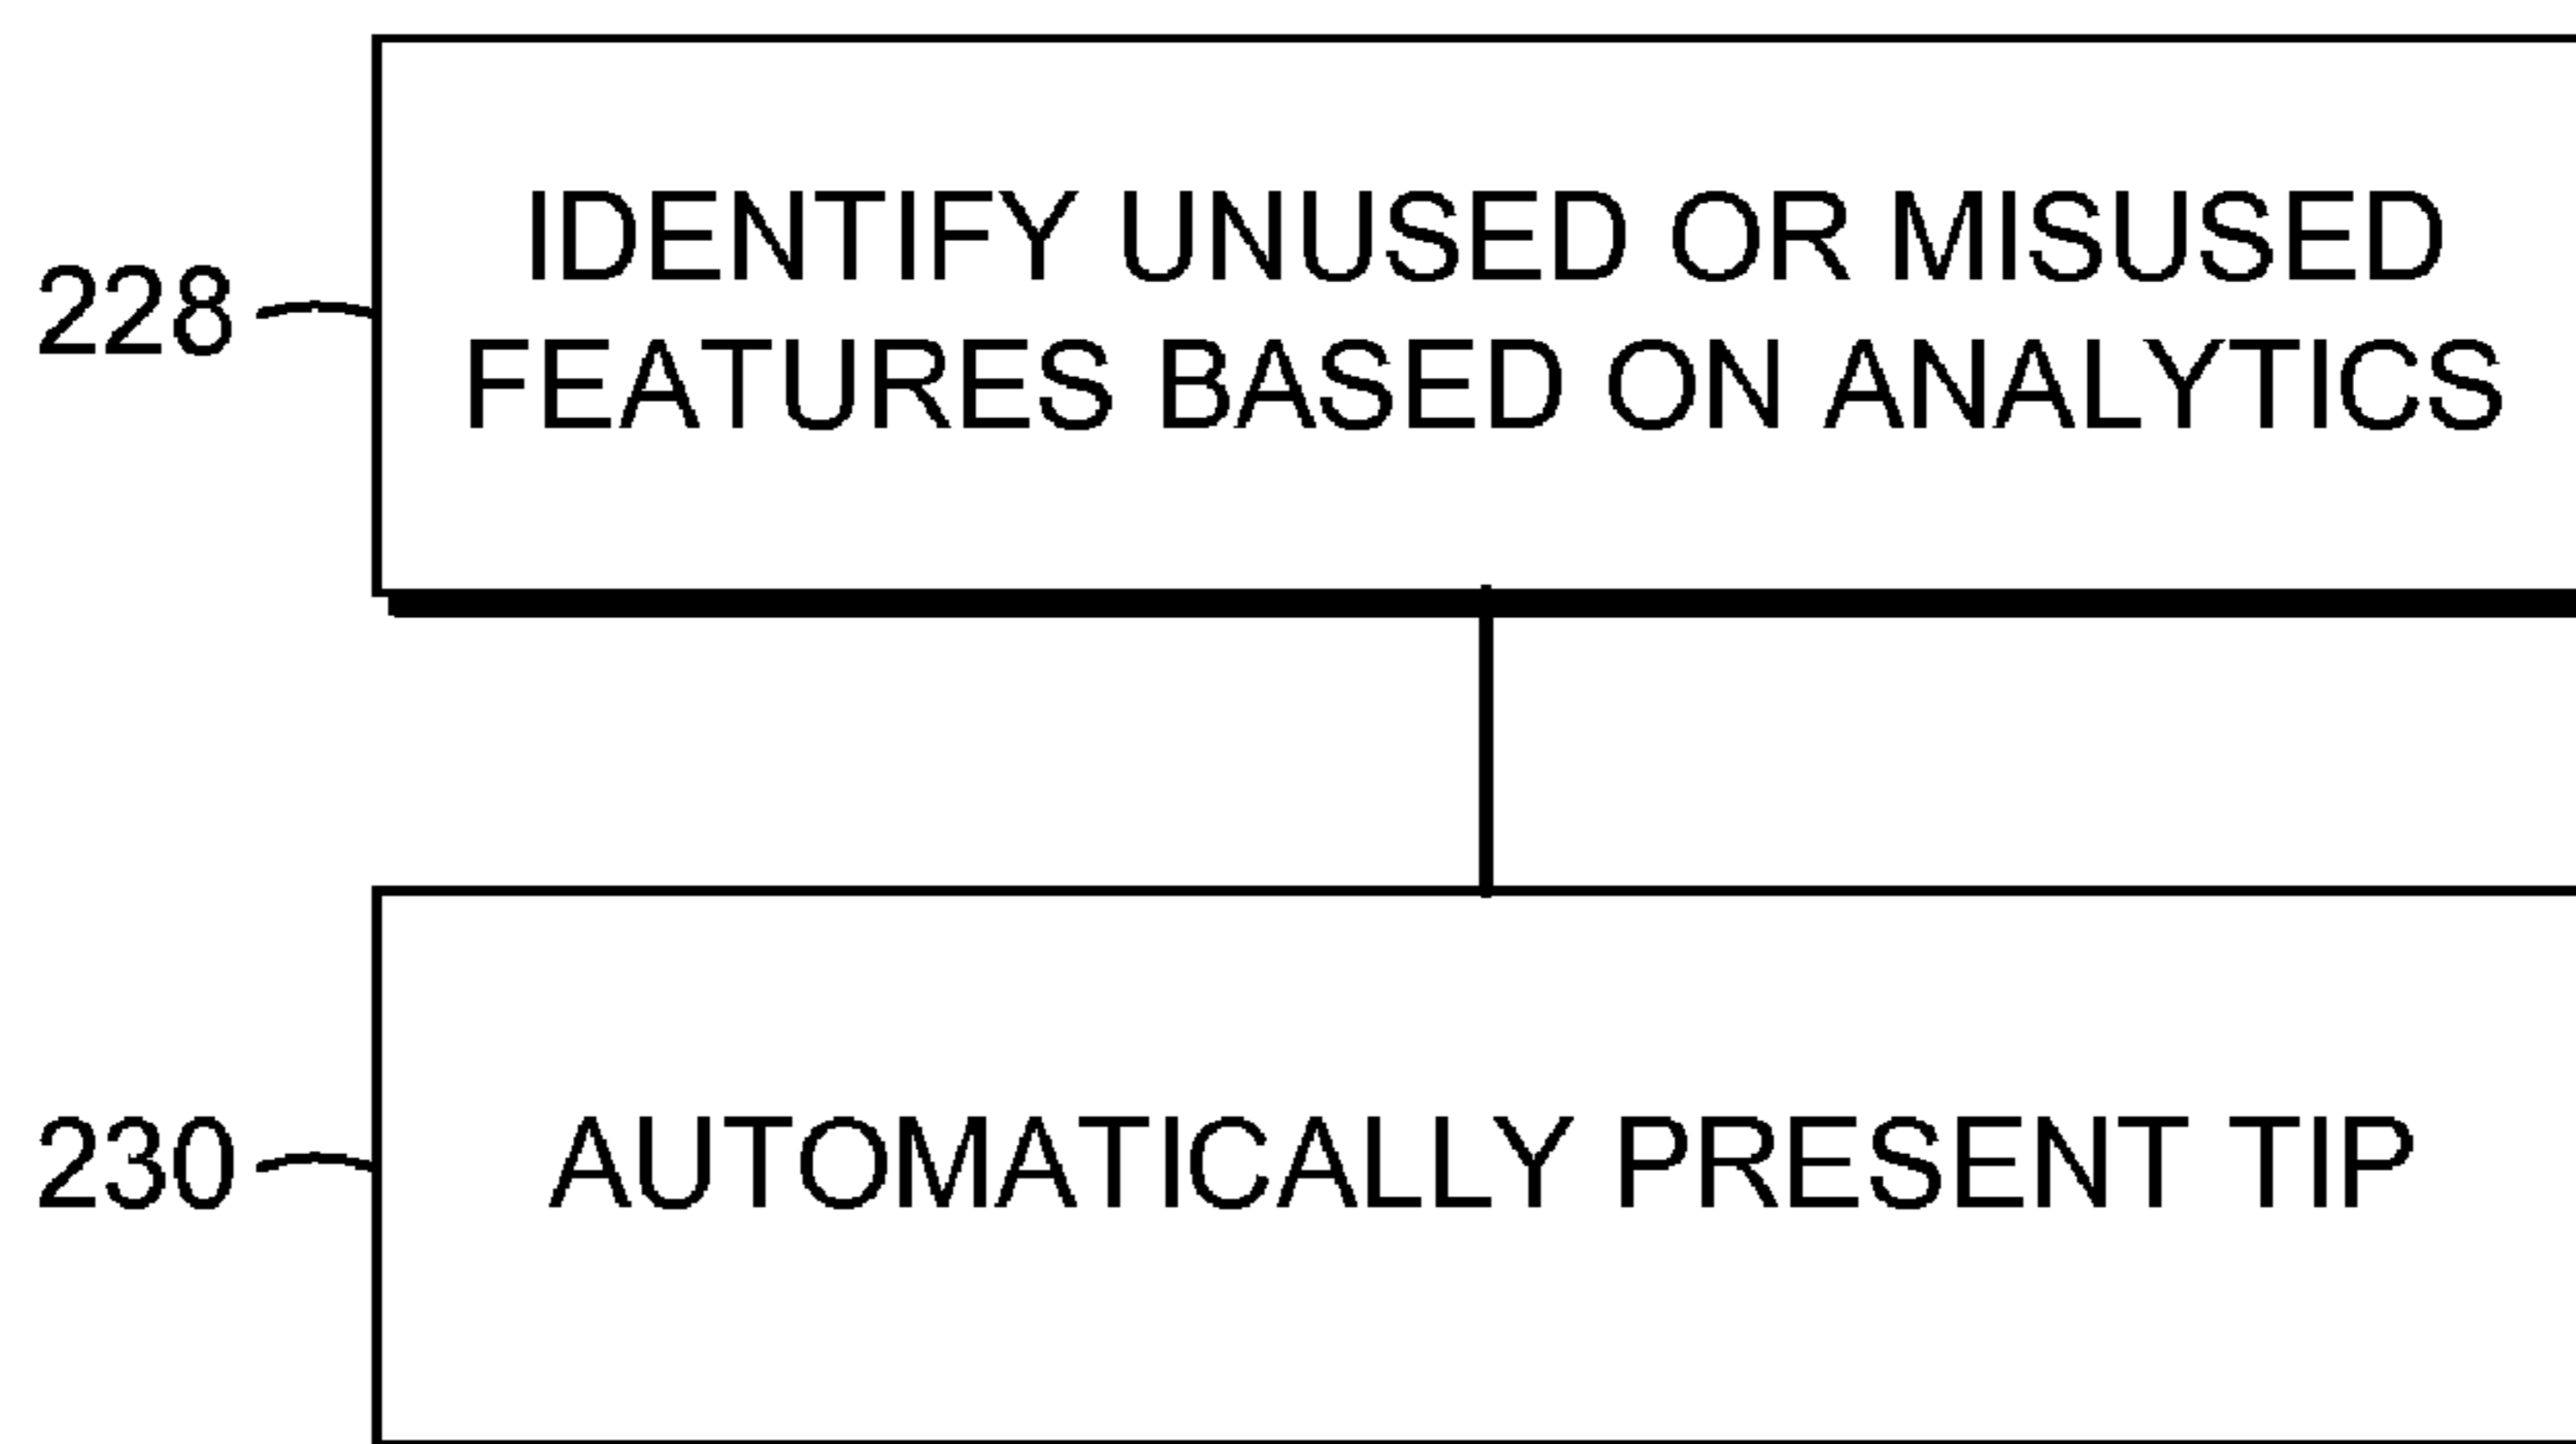 228
IDENTIFY UNUSED OR MISUSED
FEATURES BASED ON ANALYTICS
230
AUTOMATICALLY PRESENT TIP